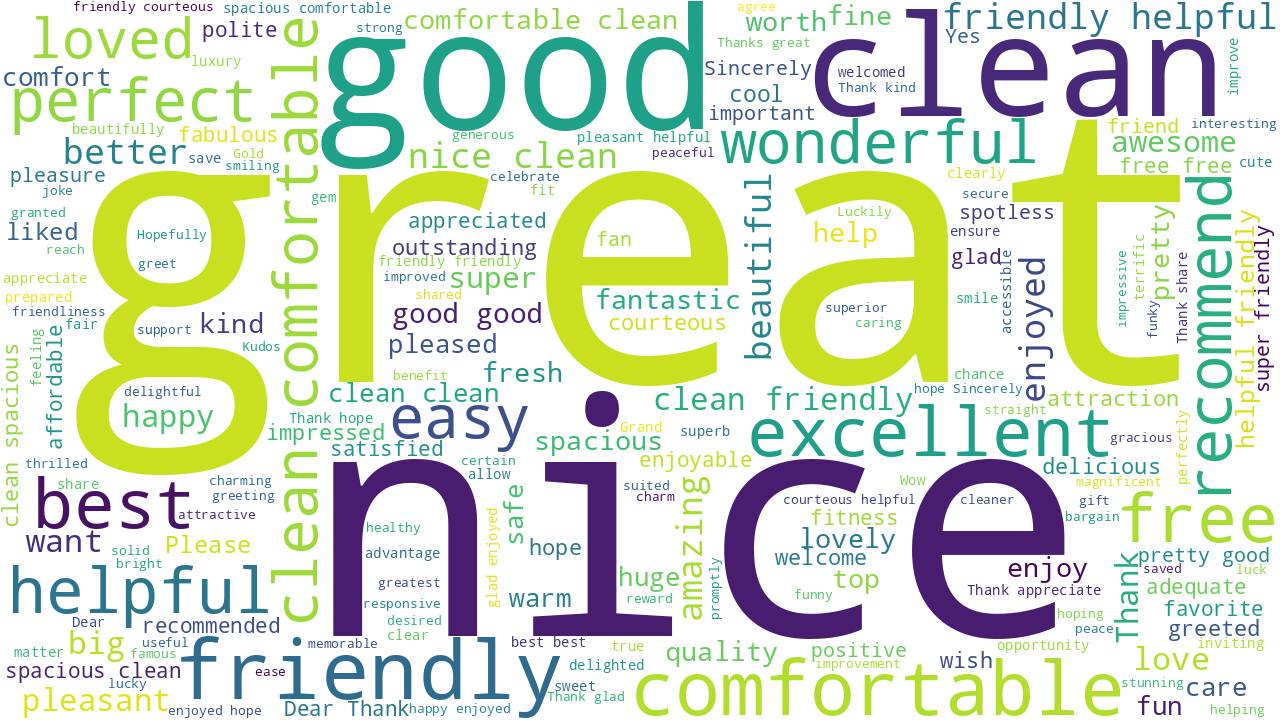 friendly courteous
spacious comfortable
strong
comfortable clean
agree
worth
fine
friendly helpful
loved
polite
good
Thanks great
Yes
clean
luxury
comfort
Sincerely
welcomed
Thank kind
improve
perfect
cool
important
beautifully
fabulous
generous
pleasant helpful
wonderful
friend
interesting
awesome
better
save
Gold
smiling
nice clean
peaceful
free free
cute
pleasure
joke
celebrate
fit
clearly
secure
gem
clean comfortable
great
granted
liked
reach
Hopefully
greet
appreciated
outstanding
fan
Luckily
help
spotless
ensure
glad
beautiful
pretty
recommend
appreciate
prepared
friendliness
fair
friendly friendly
improved
super
shared
fantastic
courteous
superior
caring
smile
accessible
enjoyed
impressive
terrific
funky
Thank share
helpful friendly
super friendly
support
kind
Kudos
good good
pleased
feeling
affordable
clean spacious
delightful
happy
benefit
fresh
clean clean
clean friendly
chance
hope Sincerely
straight
attraction
Thank hope
impressed
easy
Grand
superb
excellent
gracious
satisfied
spacious
enjoyable
perfectly
thrilled
share
charming
greeting
certain
allow
nice
suited
charm
courteous helpful
Wow
cleaner
delicious
magnificent
gift
bargain
best
attractive
healthy
safe
glad enjoyed
amazing
promptly
fitness
lovely
welcome
free
want
solid
bright
Please
advantage
hope
enjoy
pretty good
saved
luck
greatest
huge
reward
top
funny
Thank appreciate
Thank
adequate
helpful
responsive
desired
clear
warm
hoping
peace
favorite
Dear
recommended
greeted
big
useful
famous
matter
memorable
best best
true
positive
improvement
opportunity
inviting
friendly
spacious clean
lucky
ease
delighted
sweet
Thank glad
quality
wish
love
stunning
care
pleasant
enjoyed hope
Dear Thank
happy enjoyed
comfortable
fun
helping